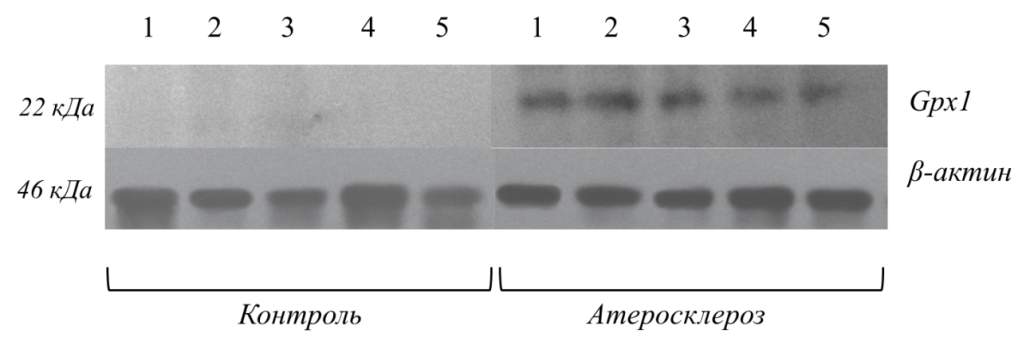 1 2 3 4 5 1 2 3 4 5
22 кДа Gpx1
46 кДа β-актин
Контроль Атеросклероз